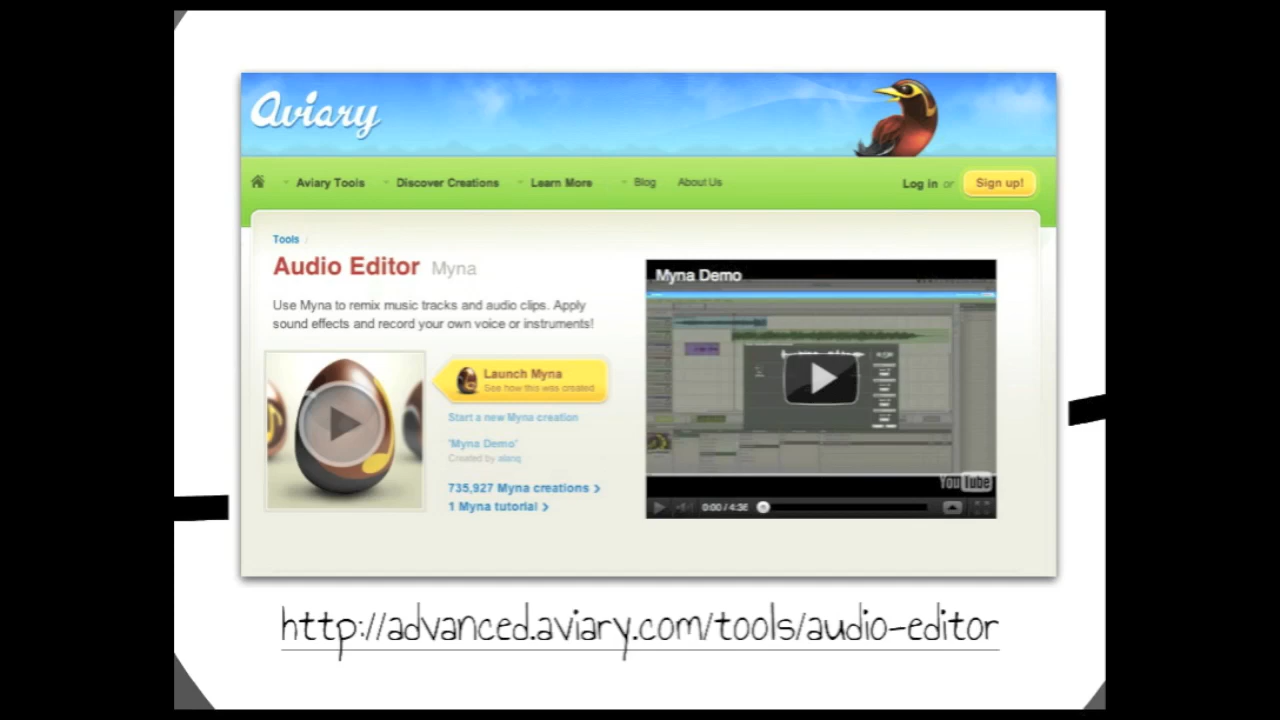 Aviary
Aviary Tools Discover Creations Learn More Blog About Us Log in or Sign up!
Tools /
Audio Editor Myna
Use Myna to remix music tracks and audio clips. Apply
sound effects and record your own voice or instruments!
Launch Myna
See how this was created
Start a new Myna creation
'Myna Demo'
Created by
735,927 Myna creations >
1 Myna tutorial >
Myna Demo
YouTube
0:00 / 4:36
http://advanced.aviary.com/tools/audio-editor